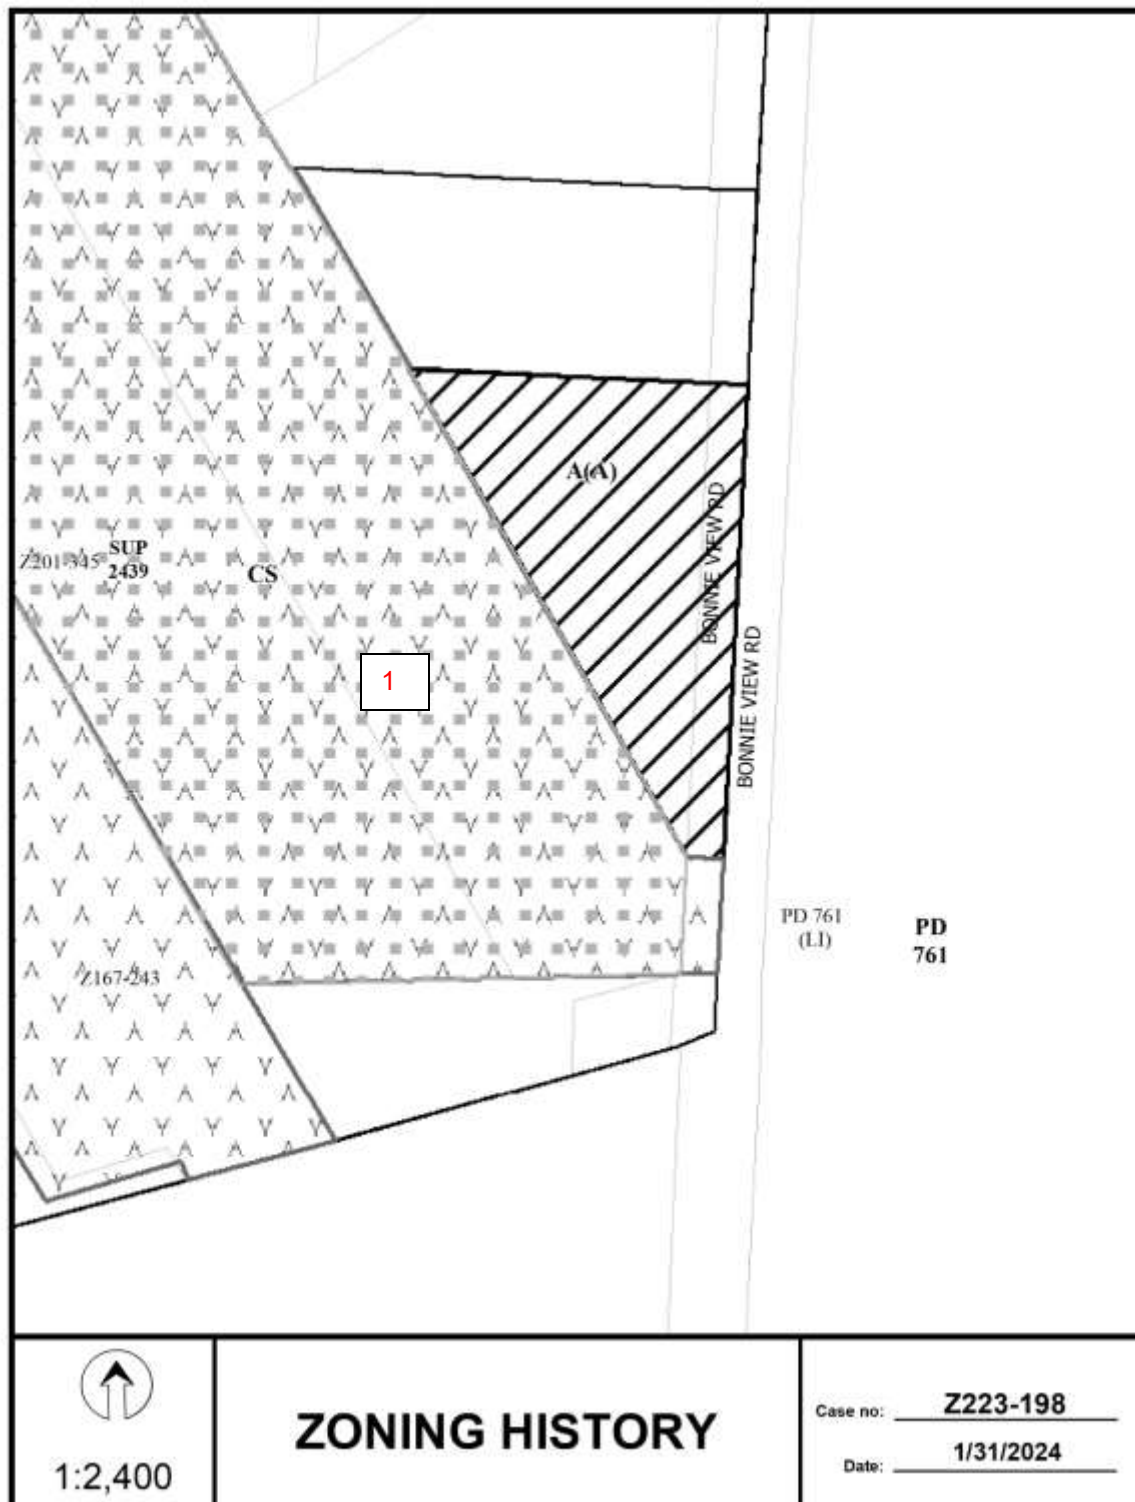 A(A)
BONNIE VIEW RD
BONNIE VIEW RD
Z201-345
SUP
2439
CS
1
PD 761
(LI)
PD
761
Z167-243
1:2,400
ZONING HISTORY
Case no: Z223-198
Date: 1/31/2024